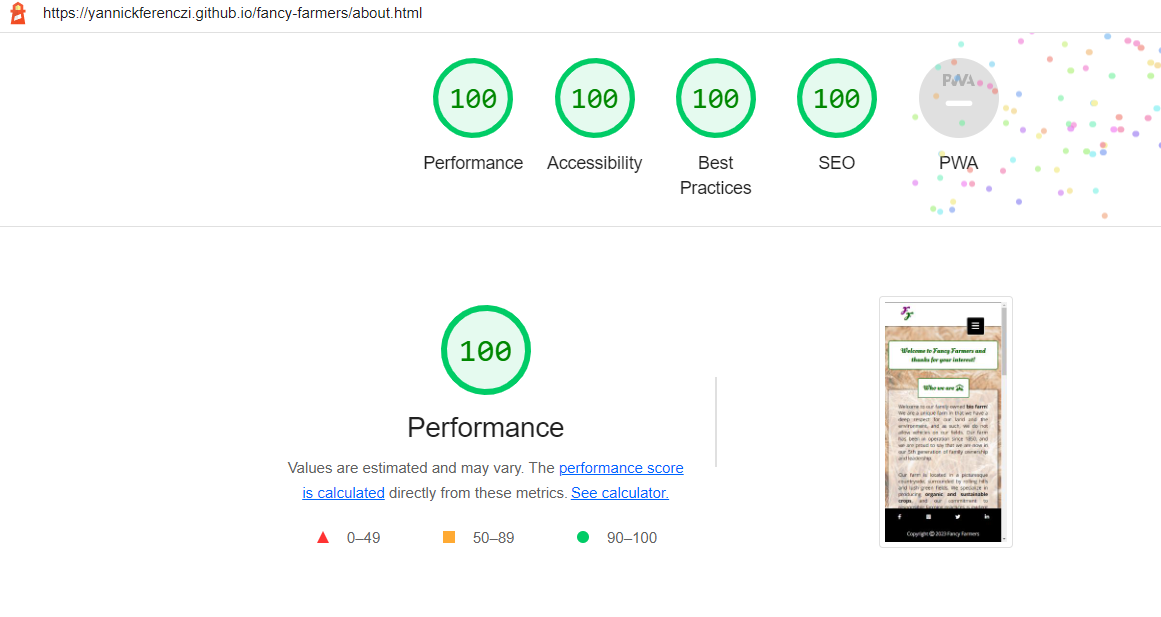 https://yannickferenczi.github.io/fancy-farmers/about.html
100
100
100
100
PWA
Performance
Accessibility
Best
Practices
SEO
PWA
100
Performance
Values are estimated and may vary. The performance score
is calculated directly from these metrics. See calculator.
0–49
50–89
90–100
FF
Welcome to Fancy Farmers and
thanks for your interest!
Who we are
Welcome to our family owned bio farm!
We are a unique farm in that we have a
deep respect for our land and the
environment, and as such, we do not
allow vehicles on our fields. Our farm
has been in operation since 1850, and
we are proud to say that we are now in
our 5th generation of family ownership
and leadership.
Our farm is located in a picturesque
countryside, surrounded by rolling hills
and lush green fields. We specialize in
producing organic and sustainable
crops, and our commitment to
Copyright © 2023 Fancy Farmers